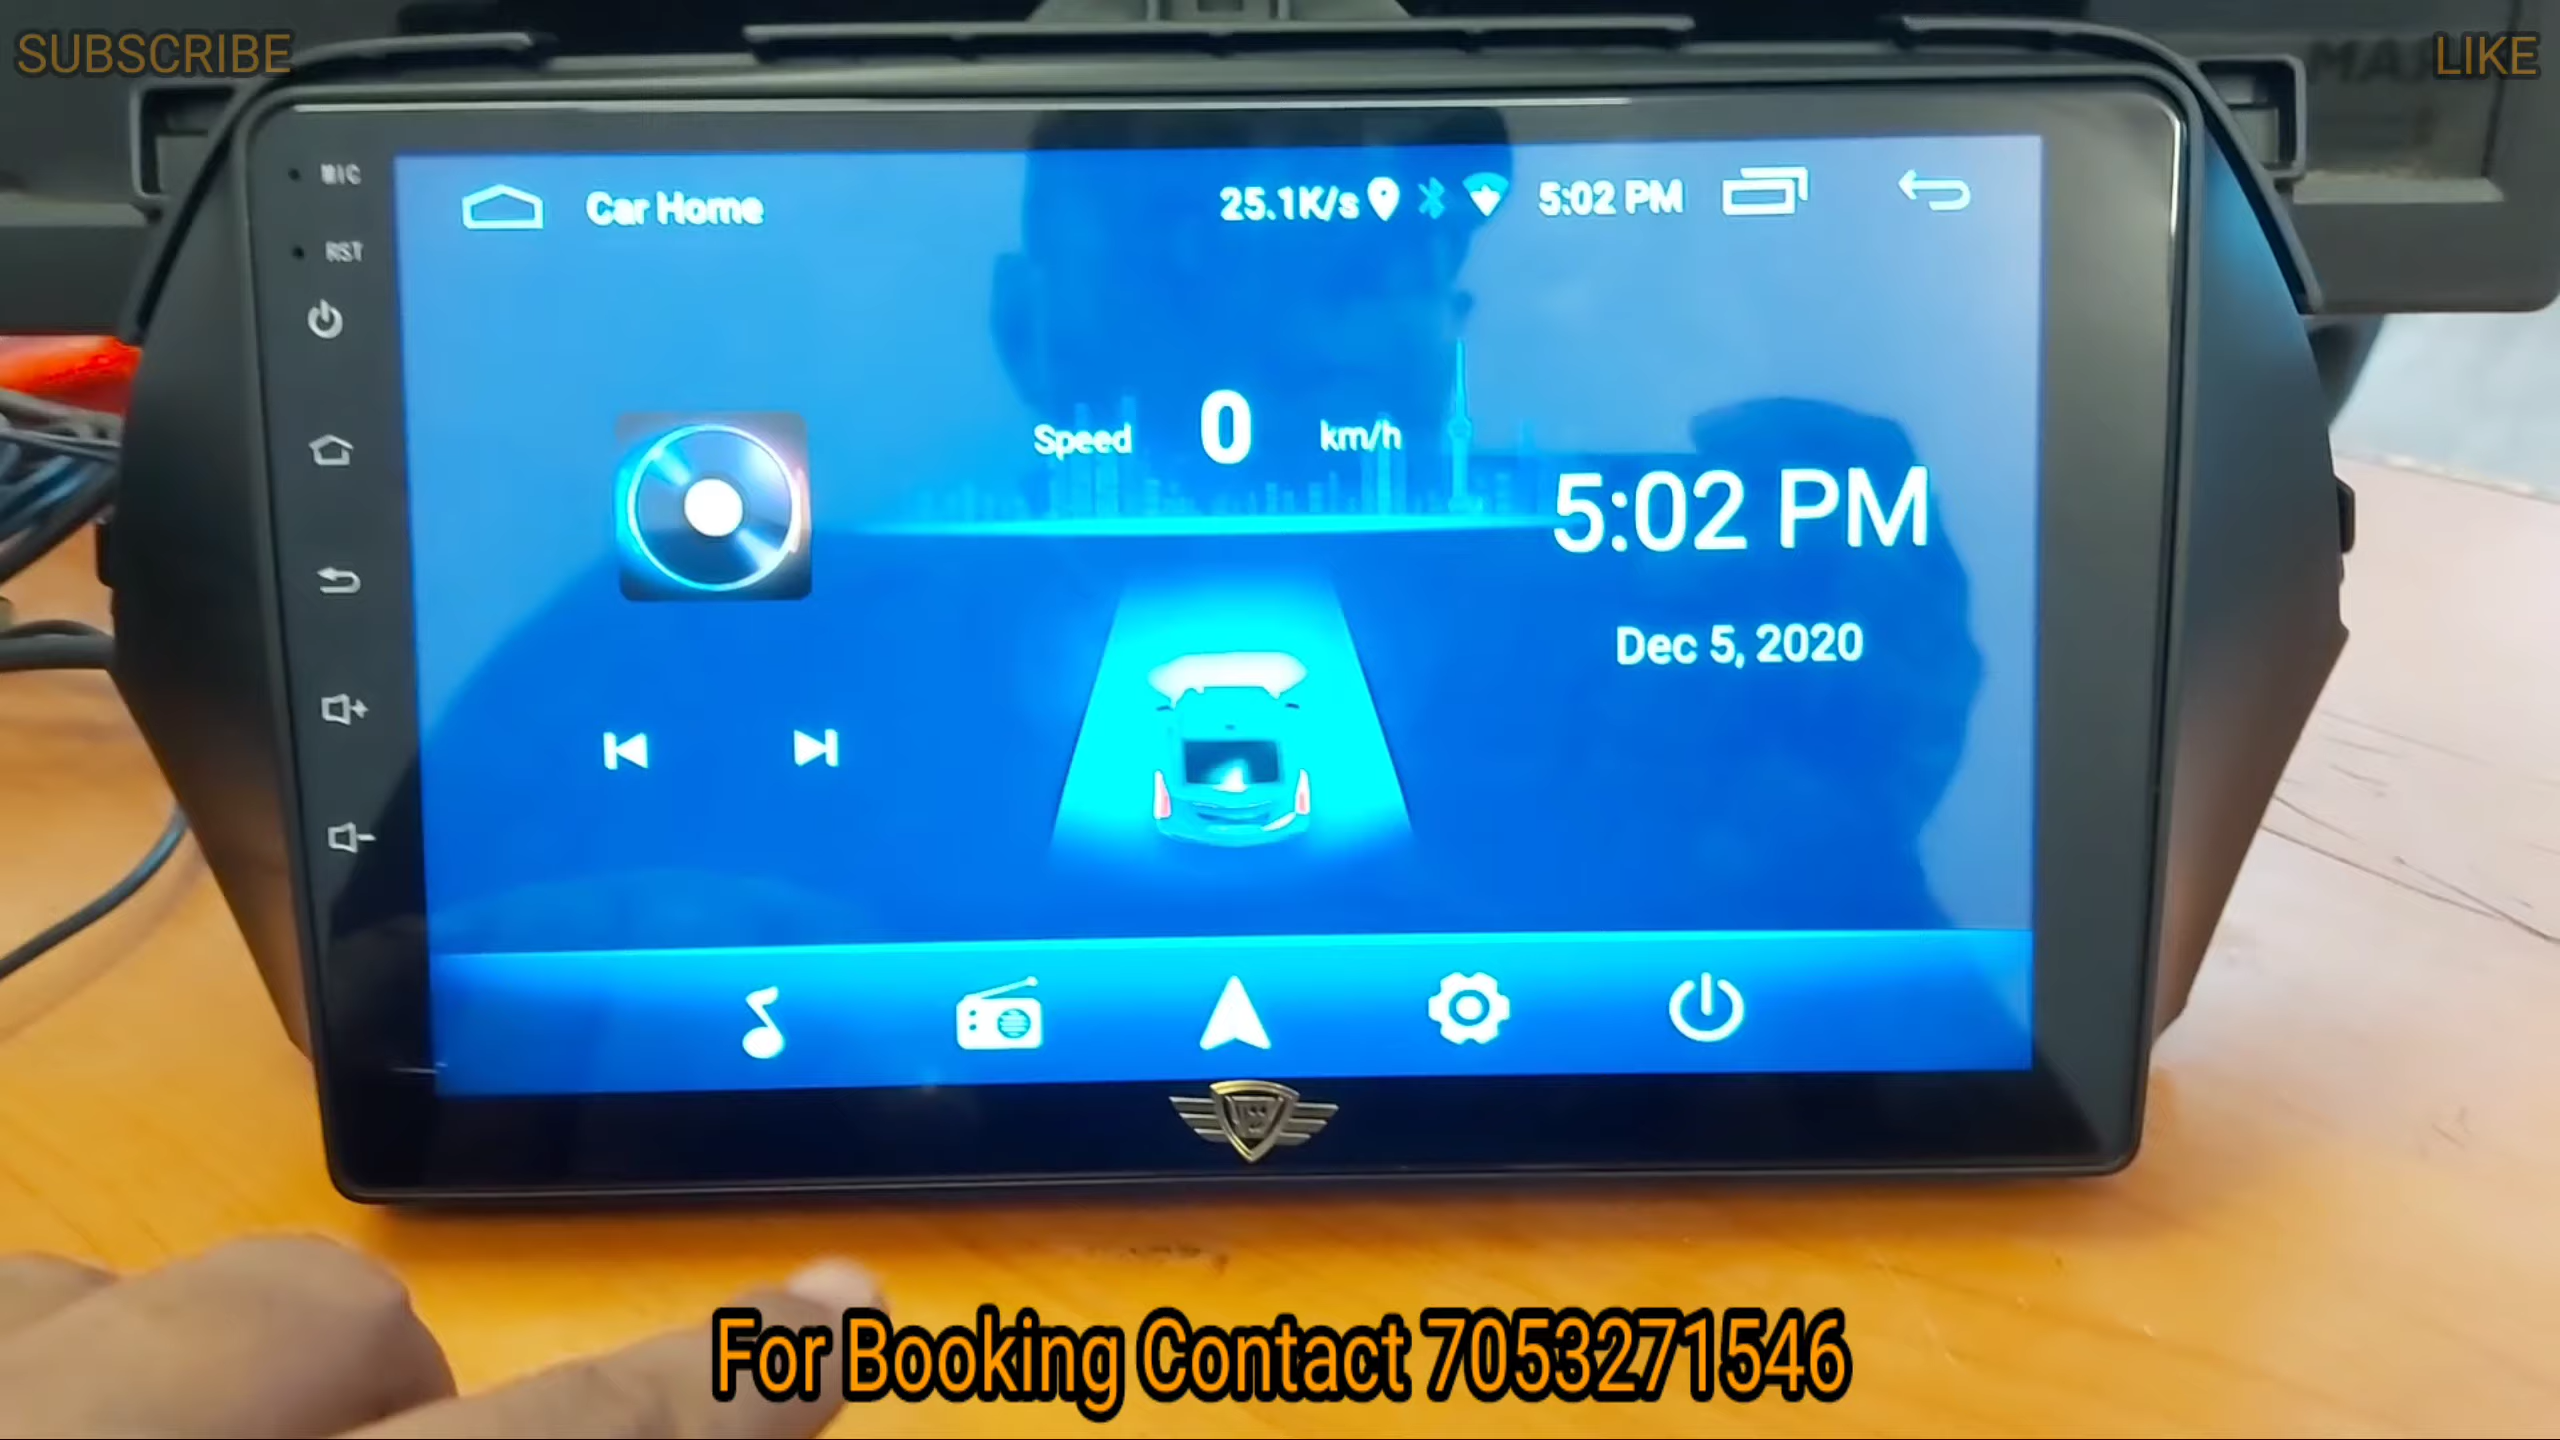 SUBSCRIBE
LIKE
MIC
RST
Car Home
25.1K/s
5:02 PM
Speed 0 km/h
5:02 PM
Dec 5, 2020
For Booking Contact 7053271546